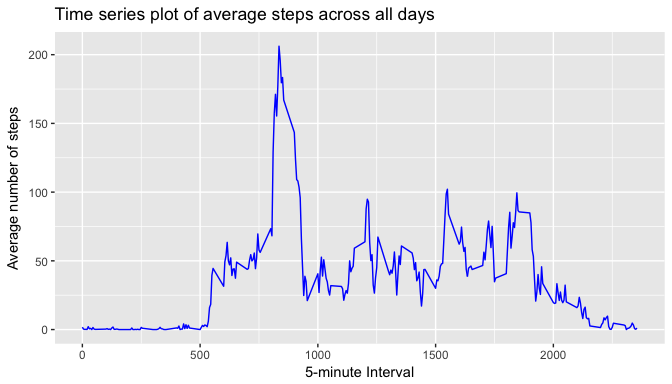 Time series plot of average steps across all days
Average number of steps
200
150
100
50
0
0 500 1000 1500 2000
5-minute Interval